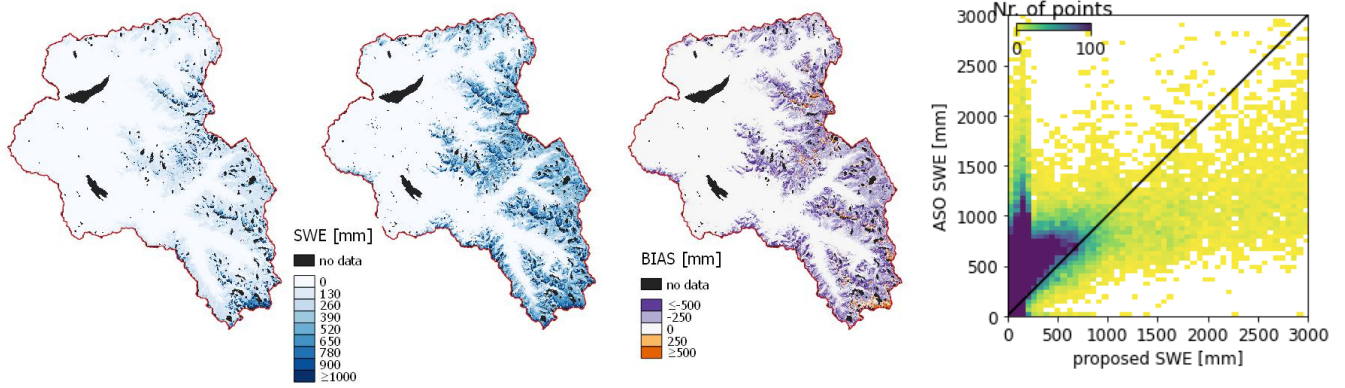 SWE [mm]
no data
0
130
260
390
520
650
780
900
≥1000
BIAS [mm]
no data
≤-500
-250
0
250
≥500
Nr. of points
0 100
3000
2500
2000
1500
1000
500
0
ASO SWE [mm]
0 500 1000 1500 2000 2500 3000
proposed SWE [mm]